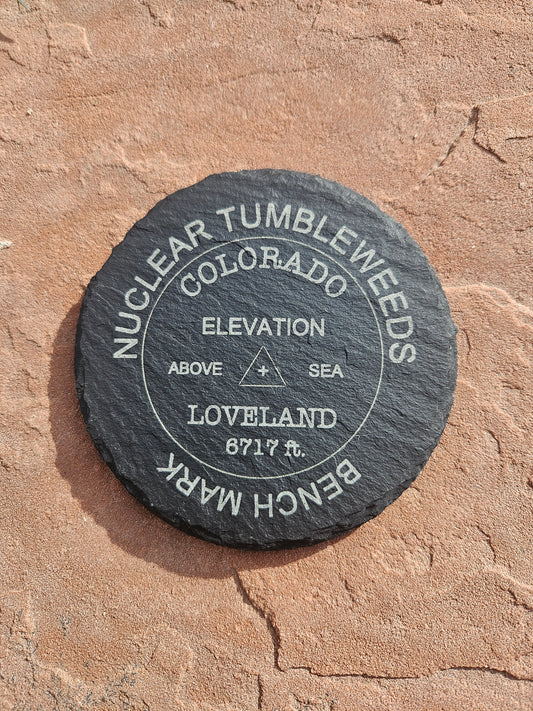 NUCLEAR TUMBLEWEEDS
COLORADO
ELEVATION
ABOVE + SEA
LOVELAND
6717 ft.
BENCH MARK